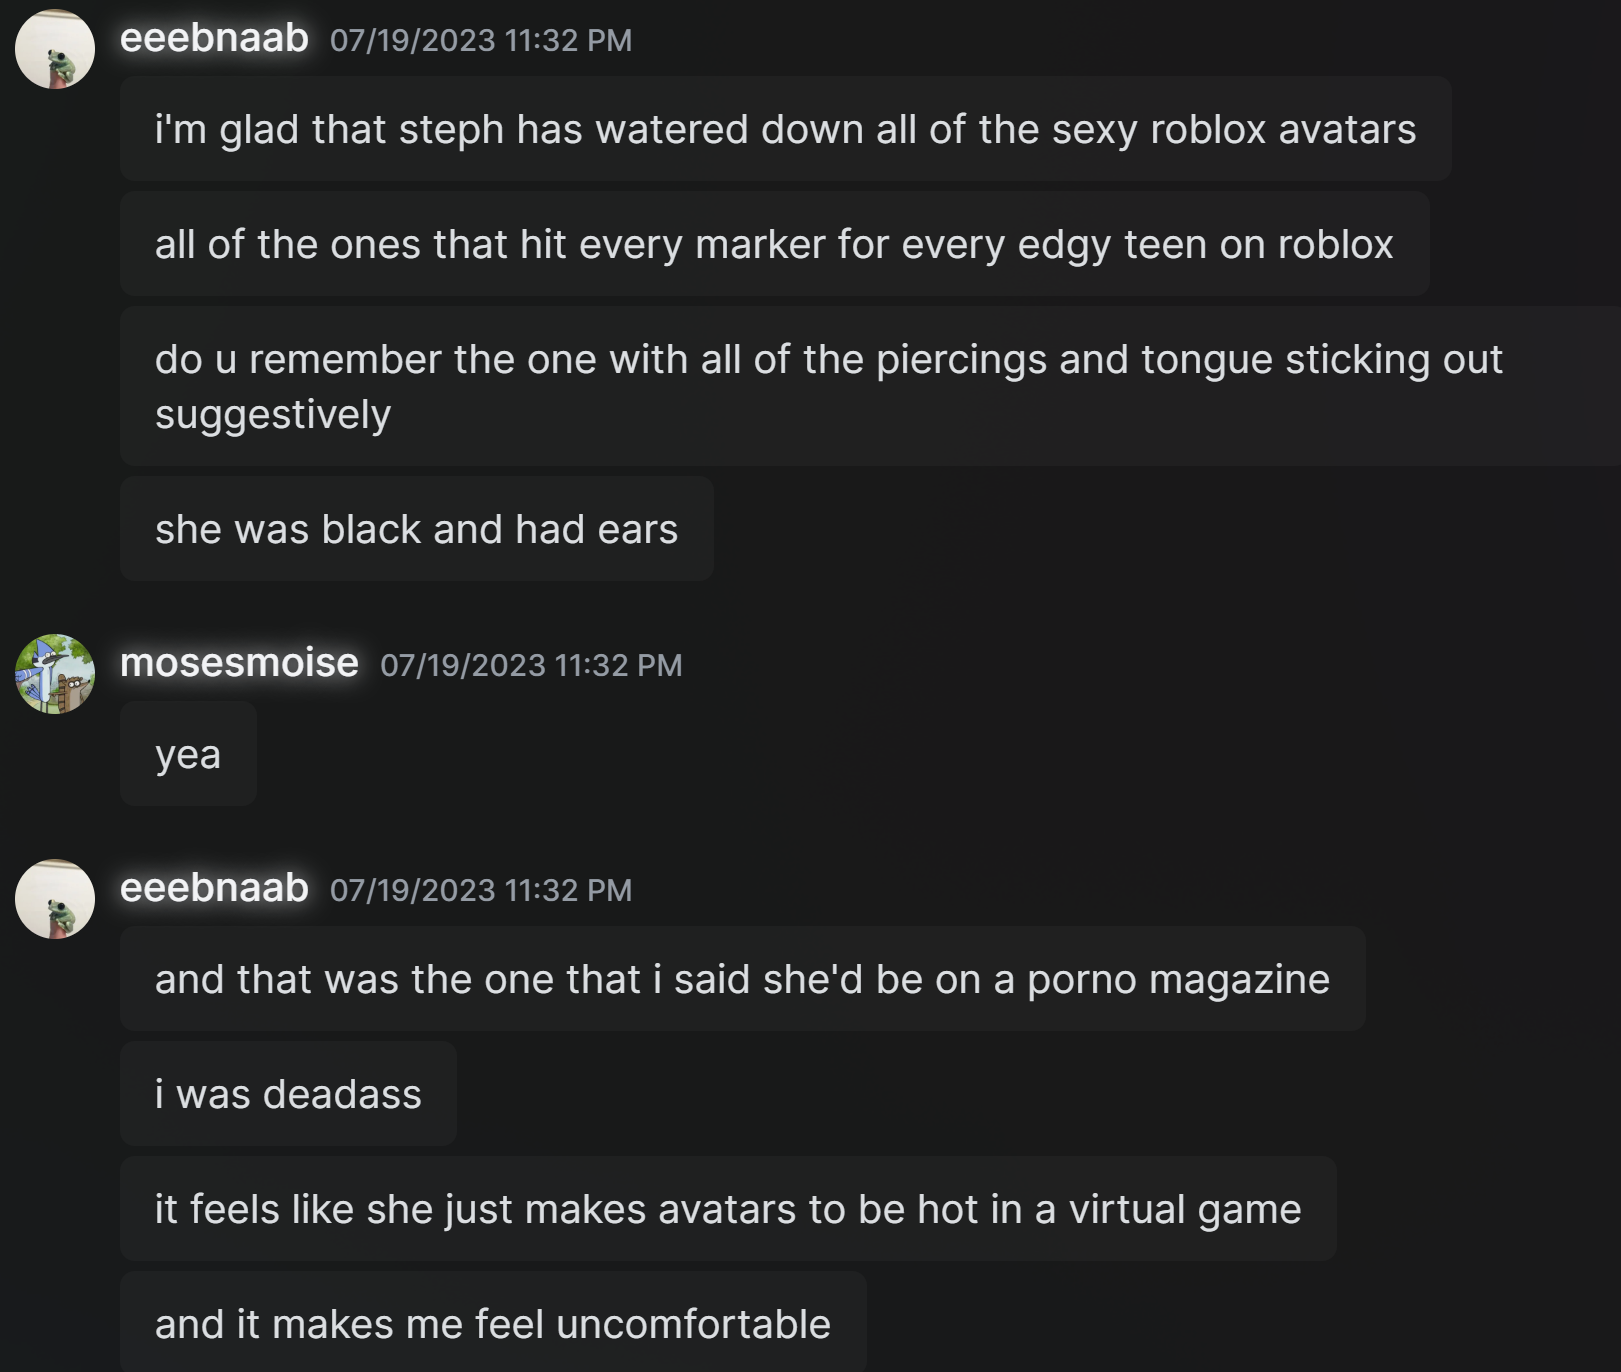 eeebnaab 07/19/2023 11:32 PM
i'm glad that steph has watered down all of the sexy roblox avatars
all of the ones that hit every marker for every edgy teen on roblox
do u remember the one with all of the piercings and tongue sticking out
suggestively
she was black and had ears
mosesmoise 07/19/2023 11:32 PM
yea
eeebnaab 07/19/2023 11:32 PM
and that was the one that i said she'd be on a porno magazine
i was deadass
it feels like she just makes avatars to be hot in a virtual game
and it makes me feel uncomfortable